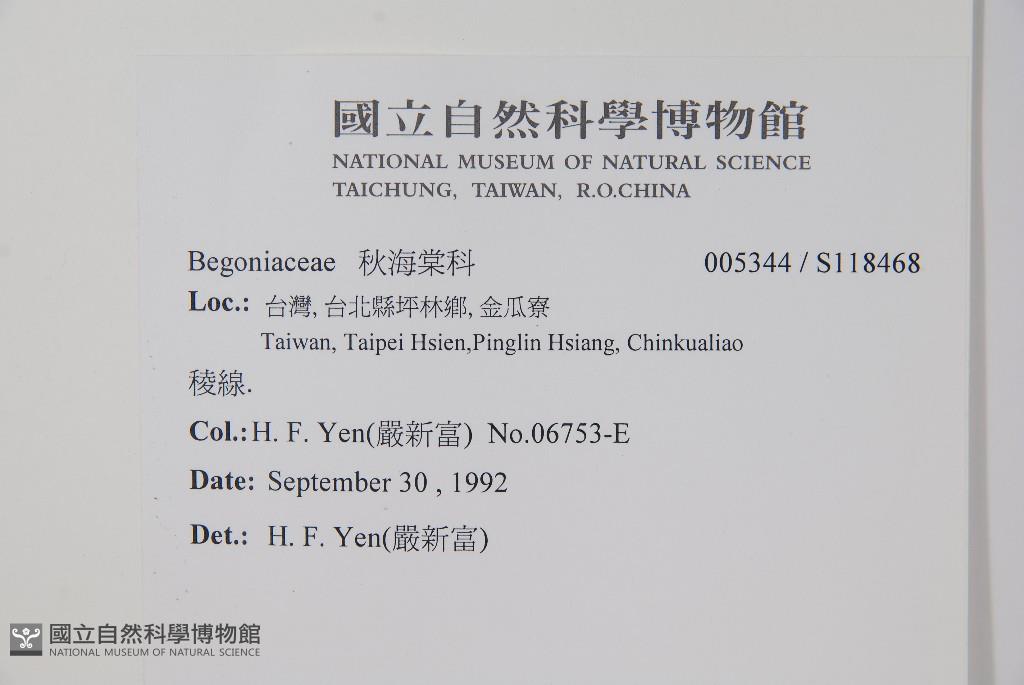 國立自然科學博物館
NATIONAL MUSEUM OF NATURAL SCIENCE
TAICHUNG, TAIWAN, R.O.CHINA
Begoniaceae 秋海棠科 005344 / S118468
Loc.: 台灣, 台北縣坪林鄉, 金瓜寮
Taiwan, Taipei Hsien,Pinglin Hsiang, Chinkualiao
稜線.
Col.: H. F. Yen(嚴新富) No.06753-E
Date: September 30 , 1992
Det.: H. F. Yen(嚴新富)
國立自然科學博物館
NATIONAL MUSEUM OF NATURAL SCIENCE